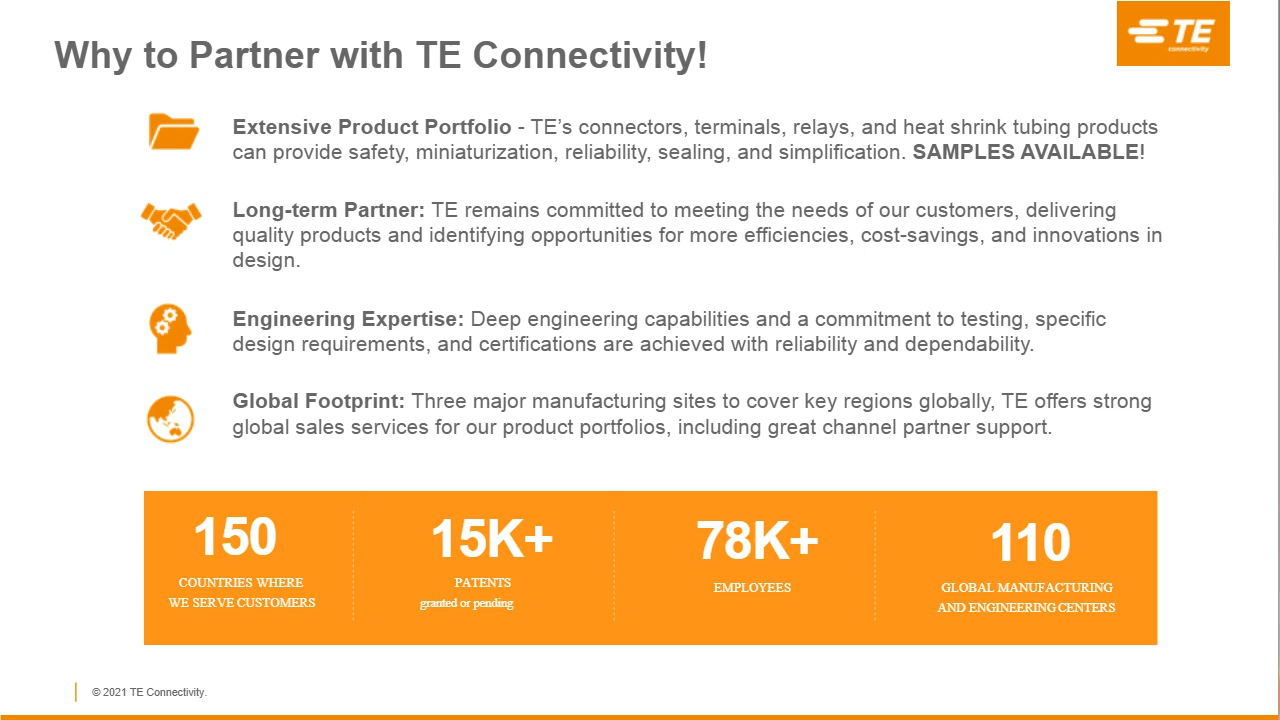 Why to Partner with TE Connectivity!
TE
connectivity
Extensive Product Portfolio - TE’s connectors, terminals, relays, and heat shrink tubing products
can provide safety, miniaturization, reliability, sealing, and simplification. SAMPLES AVAILABLE!
Long-term Partner: TE remains committed to meeting the needs of our customers, delivering
quality products and identifying opportunities for more efficiencies, cost-savings, and innovations in
design.
Engineering Expertise: Deep engineering capabilities and a commitment to testing, specific
design requirements, and certifications are achieved with reliability and dependability.
Global Footprint: Three major manufacturing sites to cover key regions globally, TE offers strong
global sales services for our product portfolios, including great channel partner support.
150
COUNTRIES WHERE
WE SERVE CUSTOMERS
15K+
PATENTS
granted or pending
78K+
EMPLOYEES
110
GLOBAL MANUFACTURING
AND ENGINEERING CENTERS
© 2021 TE Connectivity.